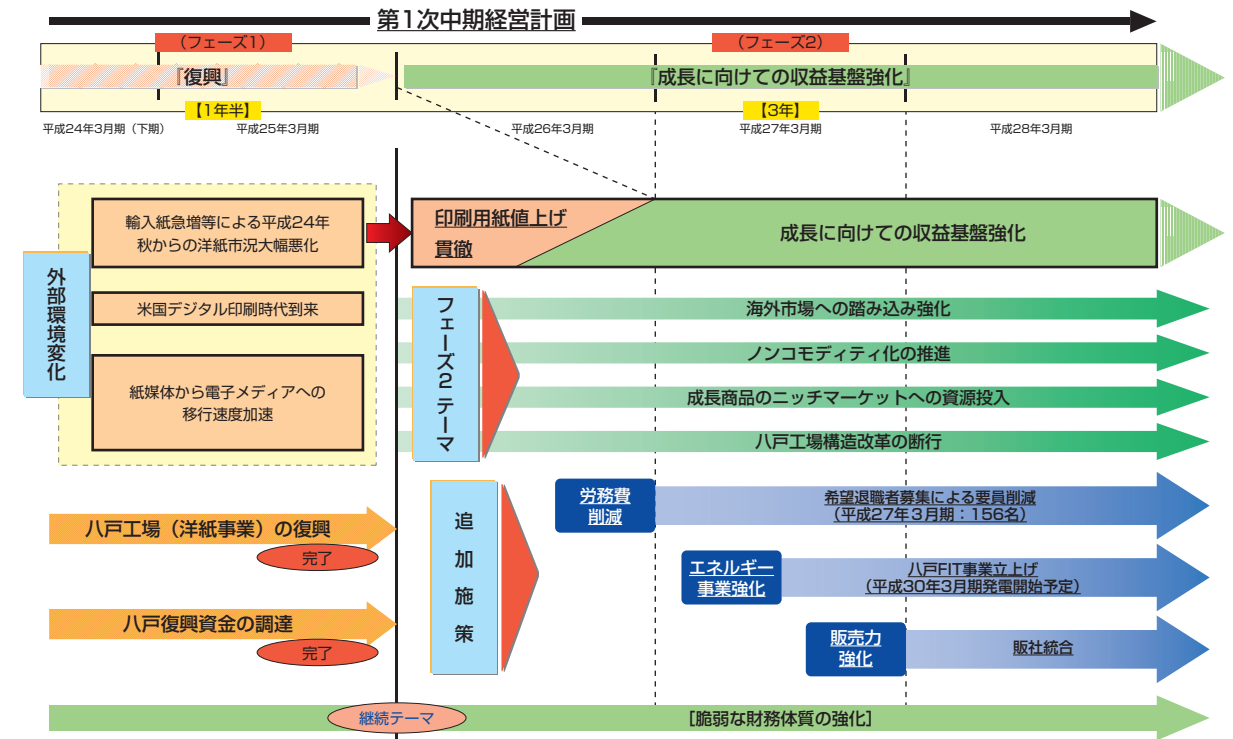 第1次中期経営計画
(フェーズ1)
(フェーズ2)
『復興』
『成長に向けての収益基盤強化』
【1年半】
【3年】
平成24年3月期(下期)
平成25年3月期
平成26年3月期
平成27年3月期
平成28年3月期
外部環境変化
輸入紙急増等による平成24年
秋からの洋紙市況大幅悪化
米国デジタル印刷時代到来
紙媒体から電子メディアへの
移行速度加速
印刷用紙値上げ
貫徹
成長に向けての収益基盤強化
フェーズ2 テーマ
海外市場への踏み込み強化
ノンコモディティ化の推進
成長商品のニッチマーケットへの資源投入
八戸工場構造改革の断行
八戸工場(洋紙事業)の復興
完了
八戸復興資金の調達
完了
追加施策
労務費
削減
希望退職者募集による要員削減
(平成27年3月期:156名)
エネルギー
事業強化
八戸FIT事業立上げ
(平成30年3月期発電開始予定)
販売力
強化
販社統合
継続テーマ
[脆弱な財務体質の強化]